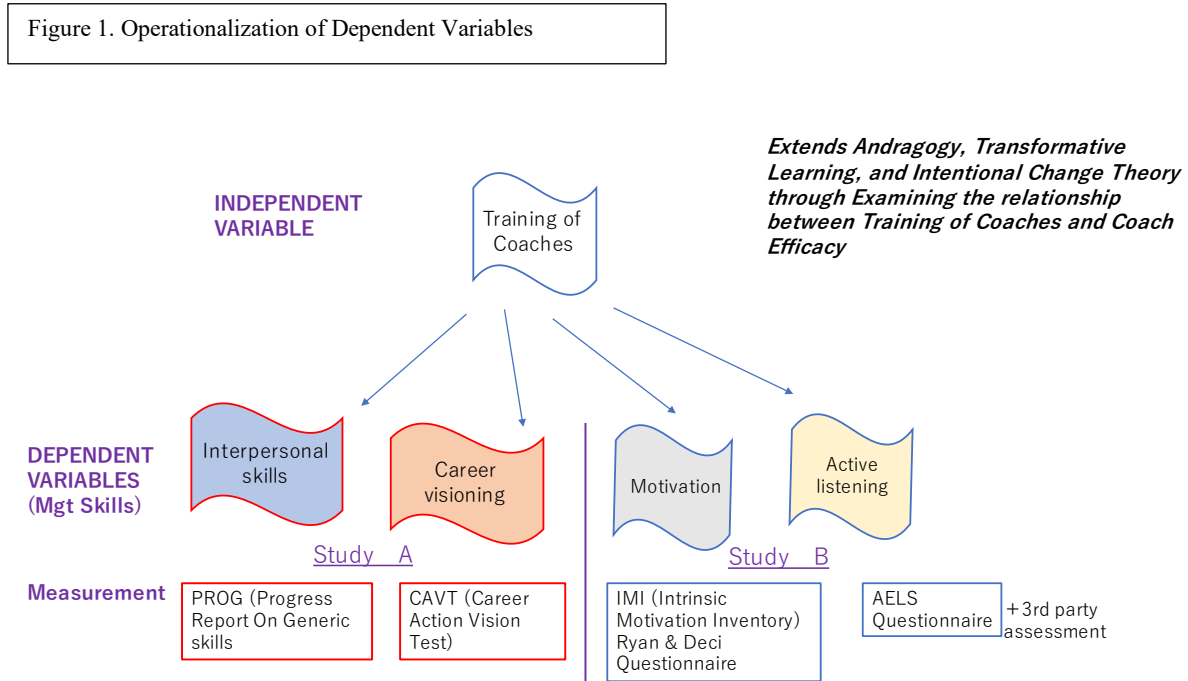 Figure 1. Operationalization of Dependent Variables
Extends Andragogy, Transformative
Learning, and Intentional Change Theory
through Examining the relationship
between Training of Coaches and Coach
Efficacy
INDEPENDENT
VARIABLE
Training of
Coaches
DEPENDENT
VARIABLES
(Mgt Skills)
Interpersonal
skills
Career
visioning
Motivation
Active
listening
Study A
Study B
Measurement
PROG (Progress
Report On Generic
skills
CAVT (Career
Action Vision
Test)
IMI (Intrinsic
Motivation Inventory)
Ryan & Deci
Questionnaire
AELS
Questionnaire
+3rd party
assessment